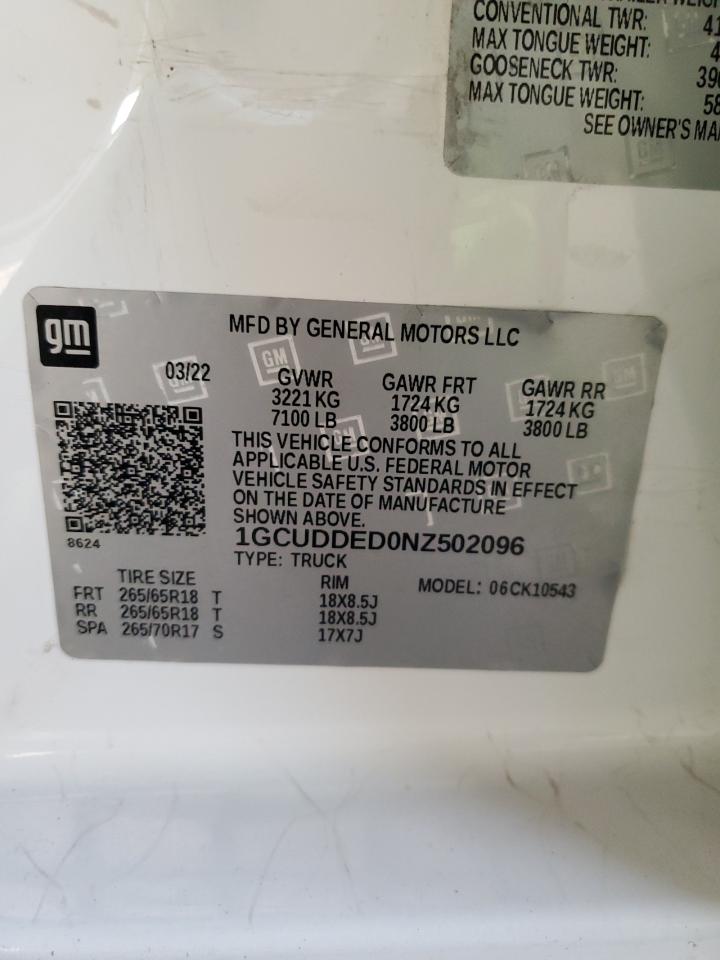 CONVENTIONAL TWR:
MAX TONGUE WEIGHT:
GOOSENECK TWR:
MAX TONGUE WEIGHT:
SEE OWNER'S
gm
MFD BY GENERAL MOTORS LLC
03/22
GVWR GAWR FRT GAWR RR
3221 KG 1724 KG 1724 KG
7100 LB 3800 LB 3800 LB
THIS VEHICLE CONFORMS TO ALL
APPLICABLE U.S. FEDERAL MOTOR
VEHICLE SAFETY STANDARDS IN EFFECT
ON THE DATE OF MANUFACTURE
SHOWN ABOVE.
8624
1GCUDDED0NZ502096
TYPE: TRUCK
TIRE SIZE RIM MODEL: 06CK10543
FRT 265/65R18 T 18X8.5J
RR 265/65R18 T 18X8.5J
SPA 265/70R17 S 17X7J